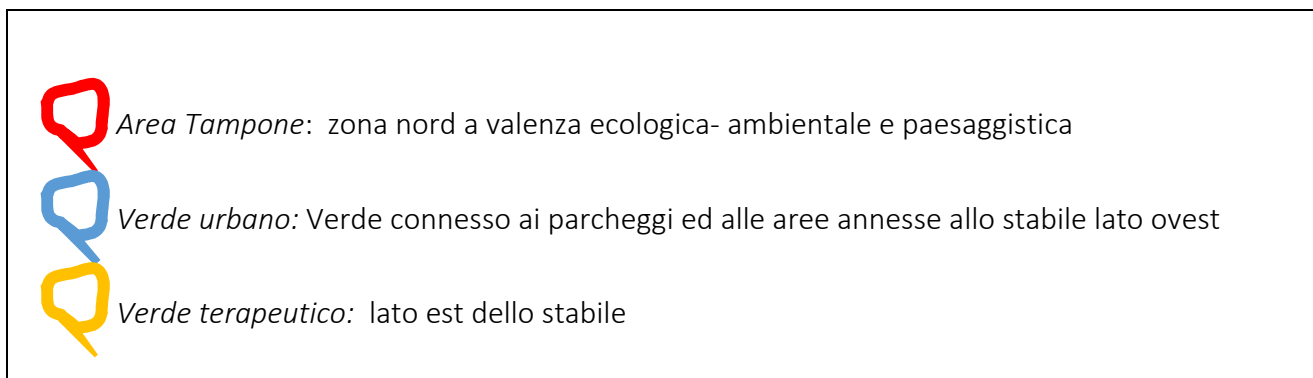 Area Tampone: zona nord a valenza ecologica- ambientale e paesaggistica
Verde urbano: Verde connesso ai parcheggi ed alle aree annesse allo stabile lato ovest
Verde terapeutico: lato est dello stabile